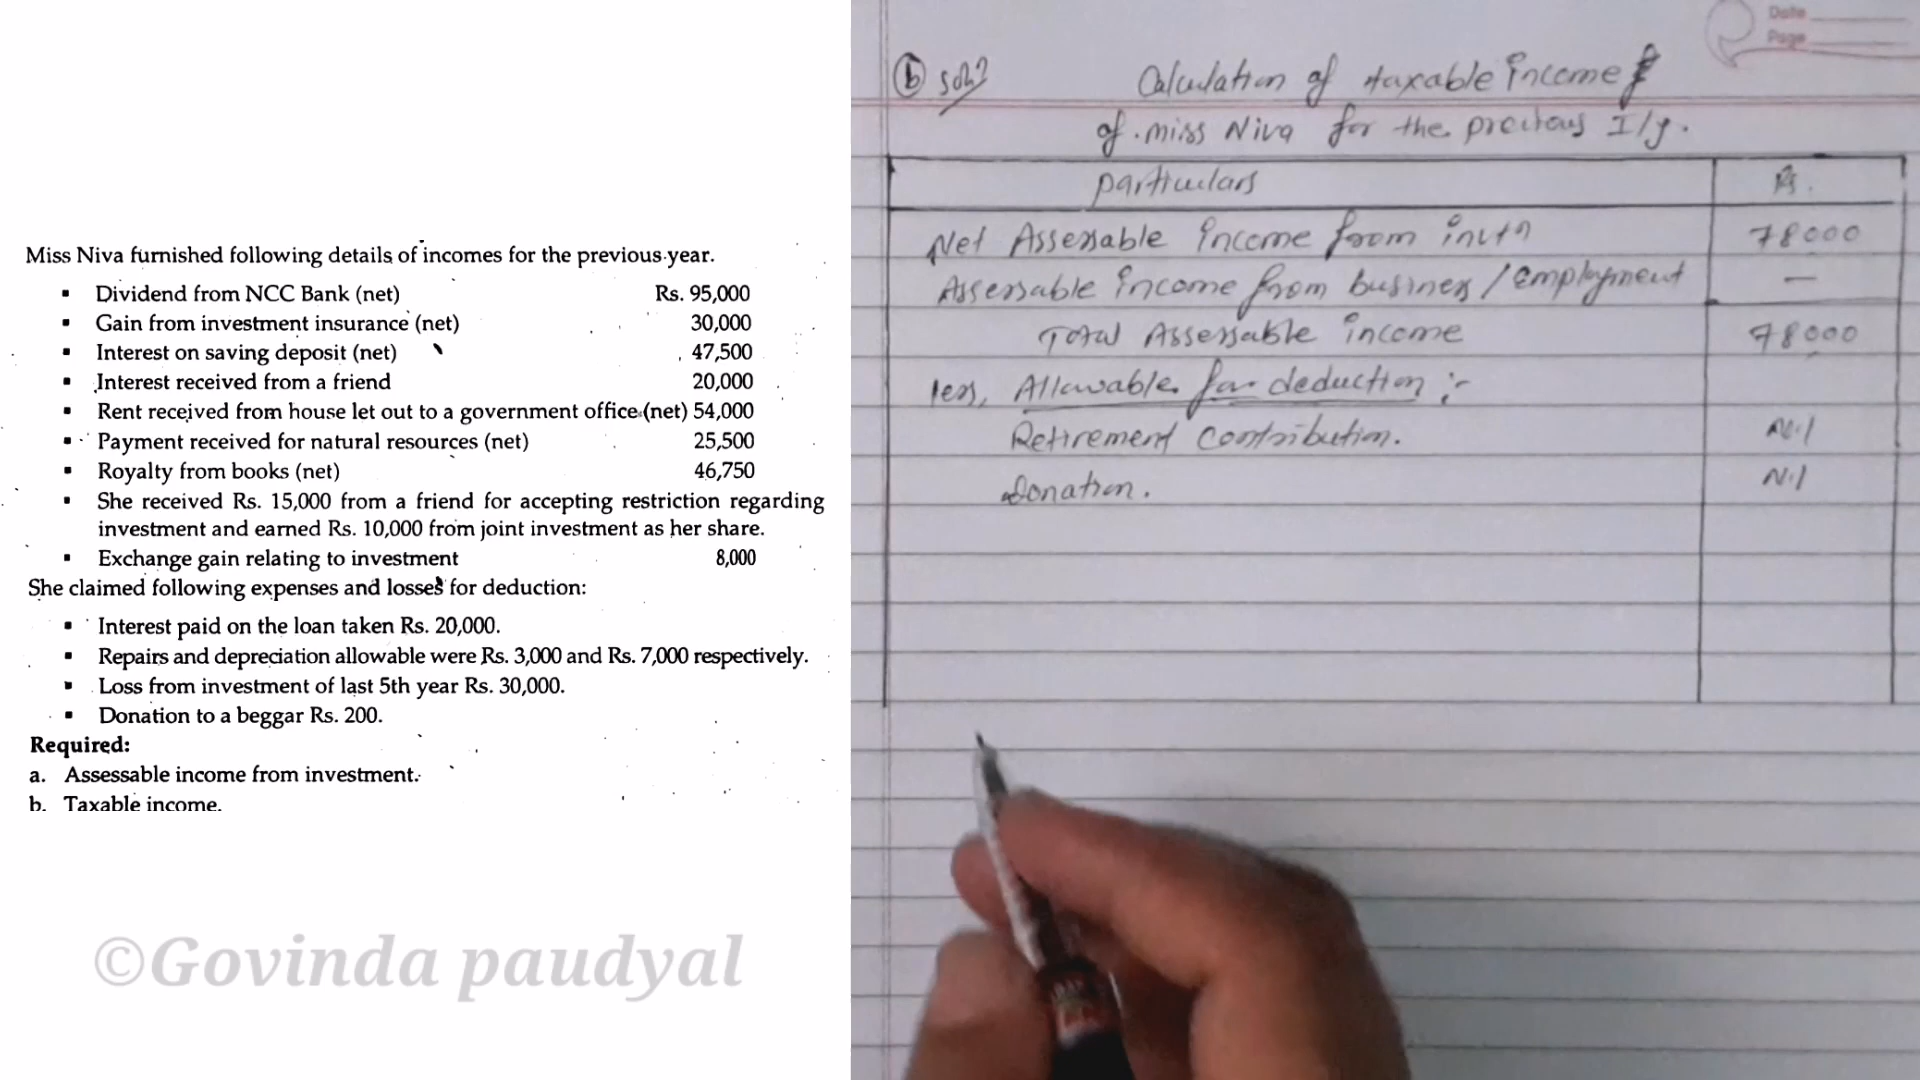 Miss Niva furnished following details of incomes for the previous year.
▪ Dividend from NCC Bank (net) Rs. 95,000
▪ Gain from investment insurance (net) 30,000
▪ Interest on saving deposit (net) 47,500
▪ Interest received from a friend 20,000
▪ Rent received from house let out to a government office (net) 54,000
▪ Payment received for natural resources (net) 25,500
▪ Royalty from books (net) 46,750
▪ She received Rs. 15,000 from a friend for accepting restriction regarding
investment and earned Rs. 10,000 from joint investment as her share.
▪ Exchange gain relating to investment 8,000
She claimed following expenses and losses for deduction:
▪ Interest paid on the loan taken Rs. 20,000.
▪ Repairs and depreciation allowable were Rs. 3,000 and Rs. 7,000 respectively.
▪ Loss from investment of last 5th year Rs. 30,000.
▪ Donation to a beggar Rs. 200.
Required:
a. Assessable income from investment.
b. Taxable income.
©Govinda paudyal
Date
Page
b Soln Calculation of taxable income
of miss Niva for the previous I/y.
particulars Rs.
Net Assessable income from invtn 78000
Assessable income from business/employment —
Total Assessable income 78000
less, Allowable for deduction :-
Retirement contribution. Nil
Donation. Nil